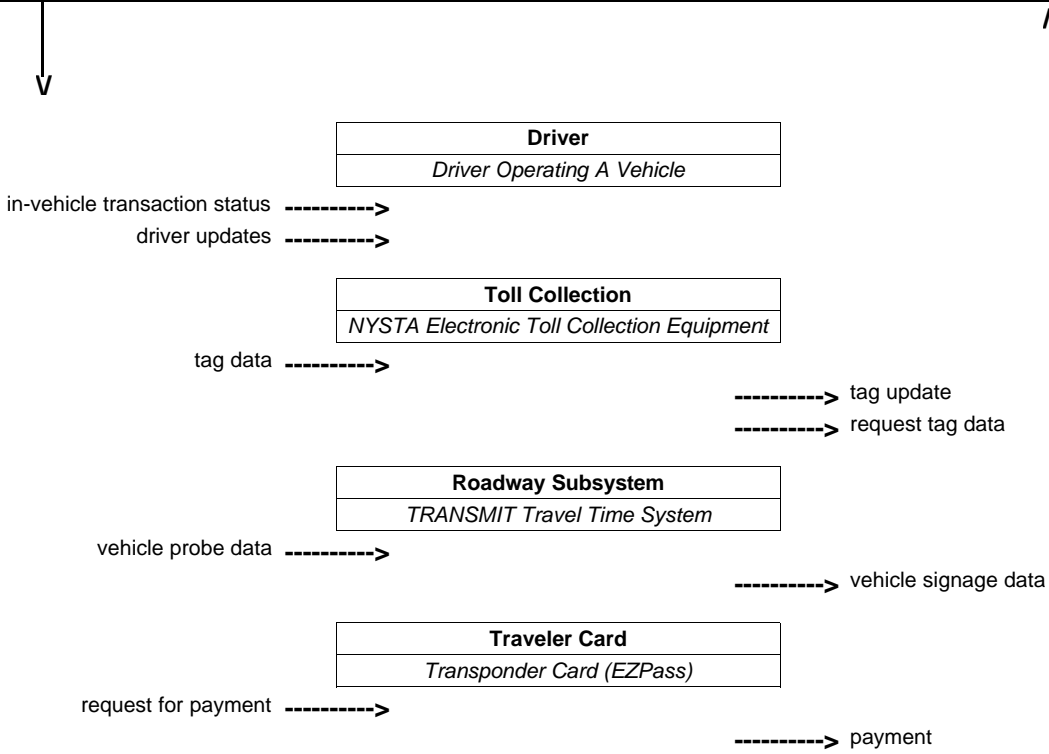 Driver
Driver Operating A Vehicle
in-vehicle transaction status ---------->
driver updates ---------->
Toll Collection
NYSTA Electronic Toll Collection Equipment
tag data ---------->
----------> tag update
----------> request tag data
Roadway Subsystem
TRANSMIT Travel Time System
vehicle probe data ---------->
----------> vehicle signage data
Traveler Card
Transponder Card (EZPass)
request for payment ---------->
----------> payment